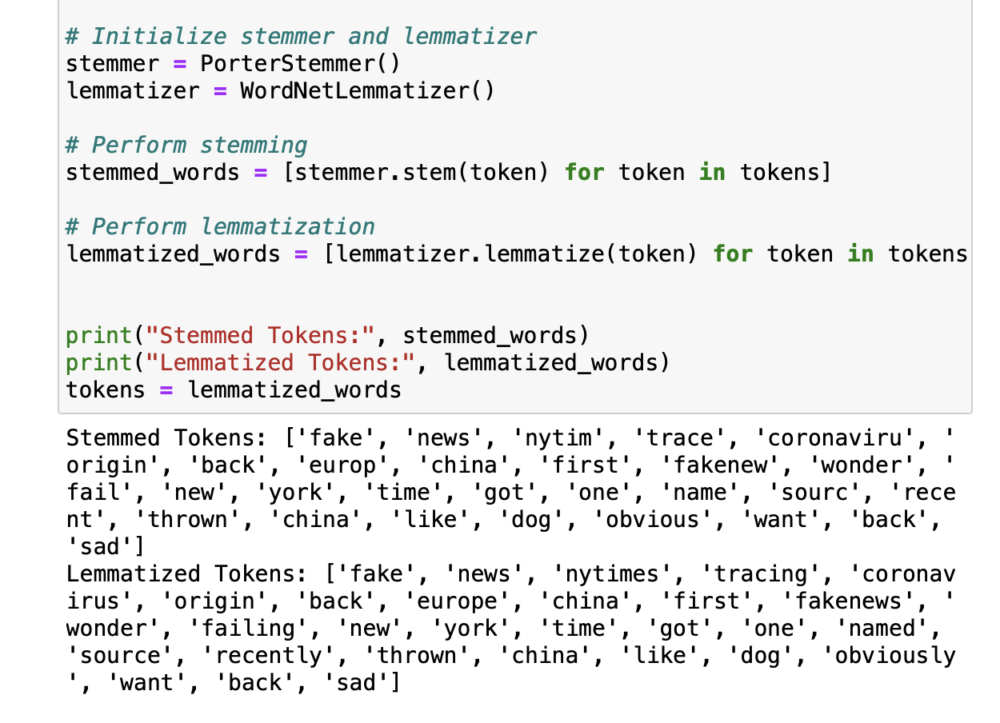 # Initialize stemmer and lemmatizer
stemmer = PorterStemmer()
lemmatizer = WordNetLemmatizer()
# Perform stemming
stemmed_words = [stemmer.stem(token) for token in tokens]
# Perform lemmatization
lemmatized_words = [lemmatizer.lemmatize(token) for token in tokens
print("Stemmed Tokens:", stemmed_words)
print("Lemmatized Tokens:", lemmatized_words)
tokens = lemmatized_words
Stemmed Tokens: ['fake', 'news', 'nytim', 'trace', 'coronaviru', '
origin', 'back', 'europ', 'china', 'first', 'fakenew', 'wonder', '
fail', 'new', 'york', 'time', 'got', 'one', 'name', 'sourc', 'rece
nt', 'thrown', 'china', 'like', 'dog', 'obvious', 'want', 'back',
'sad']
Lemmatized Tokens: ['fake', 'news', 'nytimes', 'tracing', 'coronav
irus', 'origin', 'back', 'europe', 'china', 'first', 'fakenews', '
wonder', 'failing', 'new', 'york', 'time', 'got', 'one', 'named',
'source', 'recently', 'thrown', 'china', 'like', 'dog', 'obviously
', 'want', 'back', 'sad']